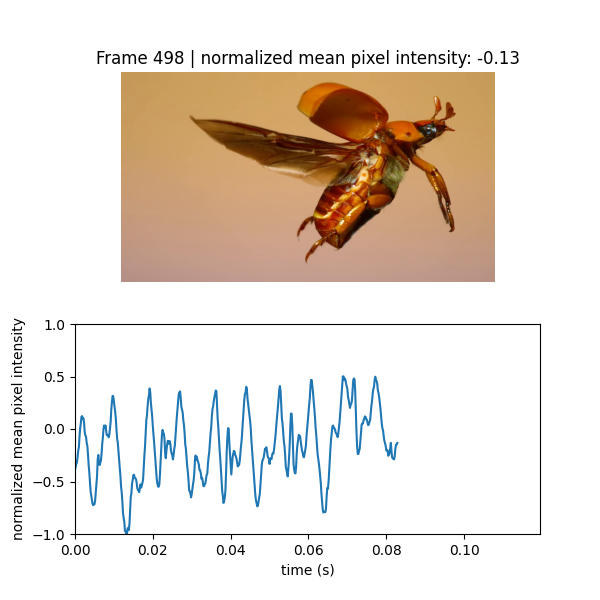 Frame 498 | normalized mean pixel intensity: -0.13
1.0
0.5
0.0
−0.5
−1.0
normalized mean pixel intensity
0.00 0.02 0.04 0.06 0.08 0.10
time (s)